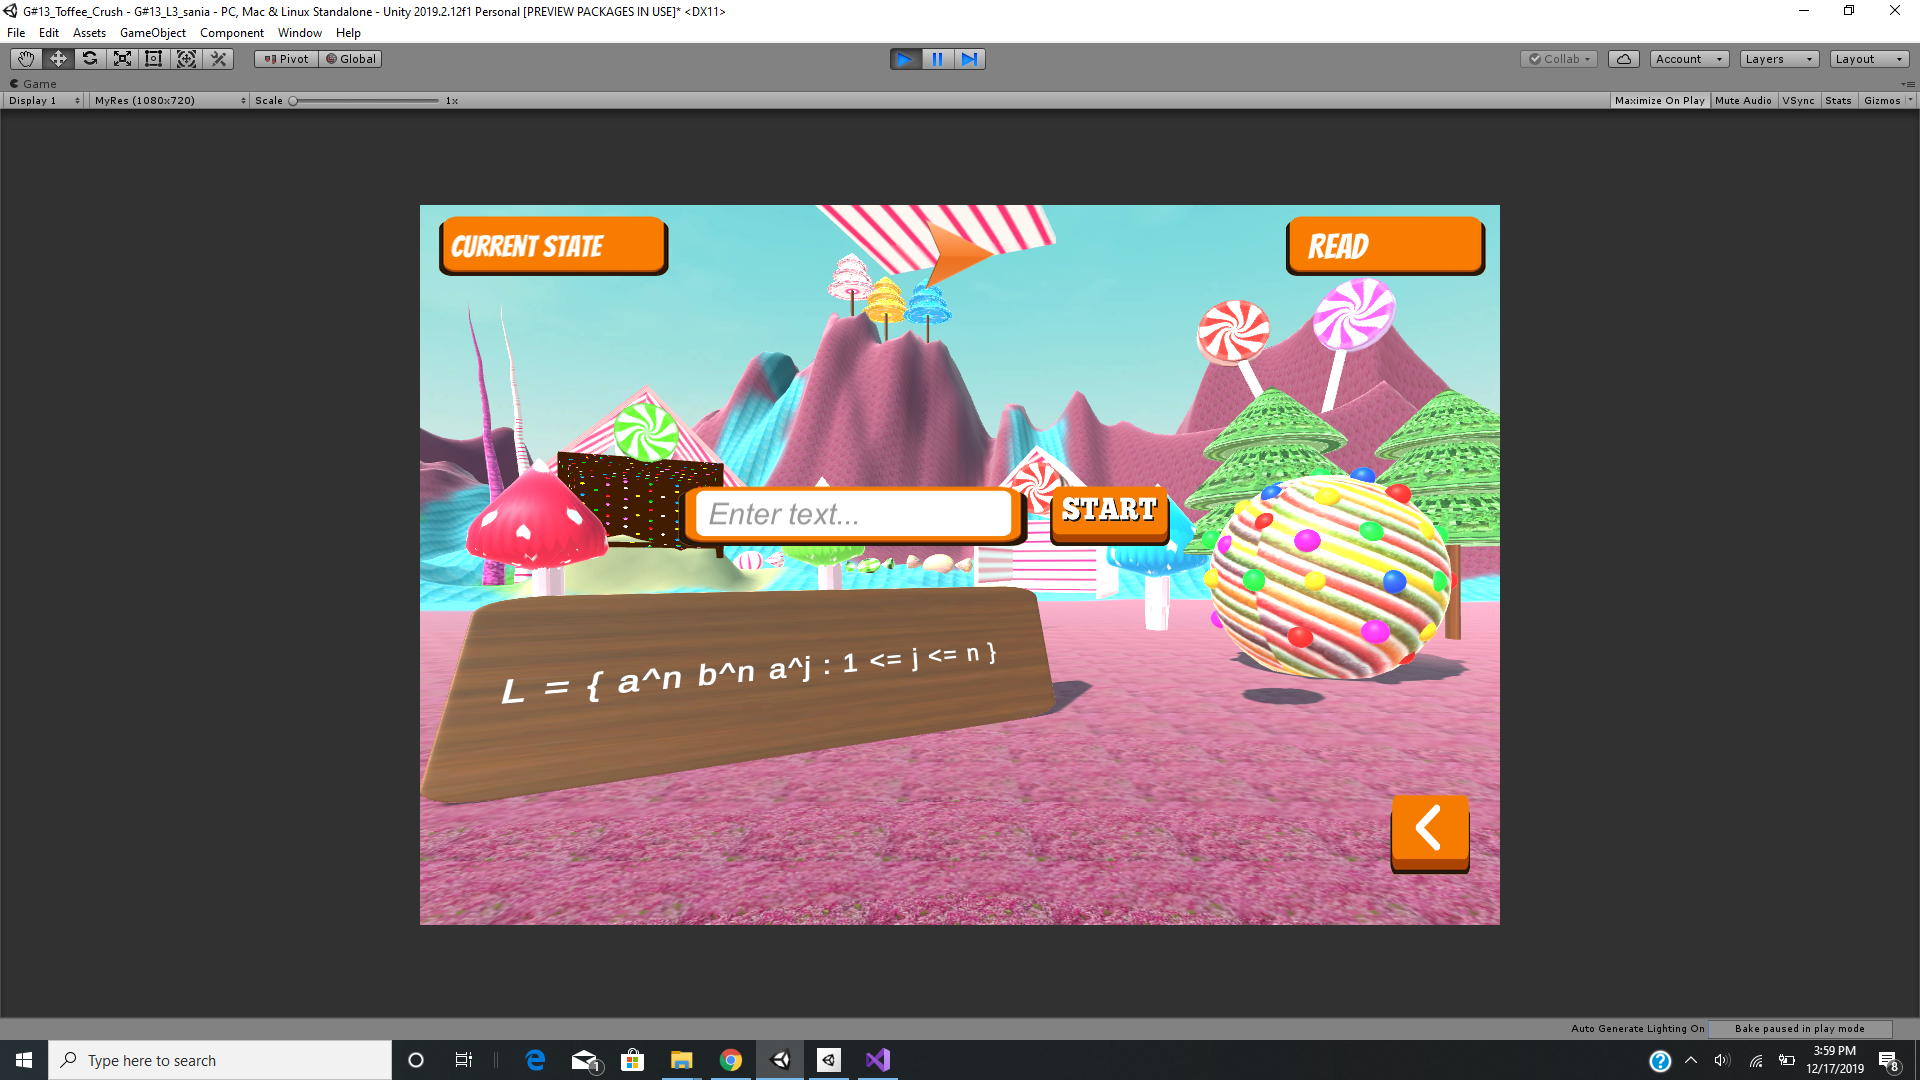 G#13_Toffee_Crush - G#13_L3_sania - PC, Mac & Linux Standalone - Unity 2019.2.12f1 Personal [PREVIEW PACKAGES IN USE]* <DX11>
File Edit Assets GameObject Component Window Help
Pivot Global Collab Account Layers Layout
Game
Display 1 MyRes (1080x720) Scale 1x Maximize On Play Mute Audio VSync Stats Gizmos
CURRENT STATE READ
Enter text... START
L = { a^n b^n a^j : 1 <= j <= n }
Auto Generate Lighting On Bake paused in play mode
Type here to search
1
3:59 PM
12/17/2019
8